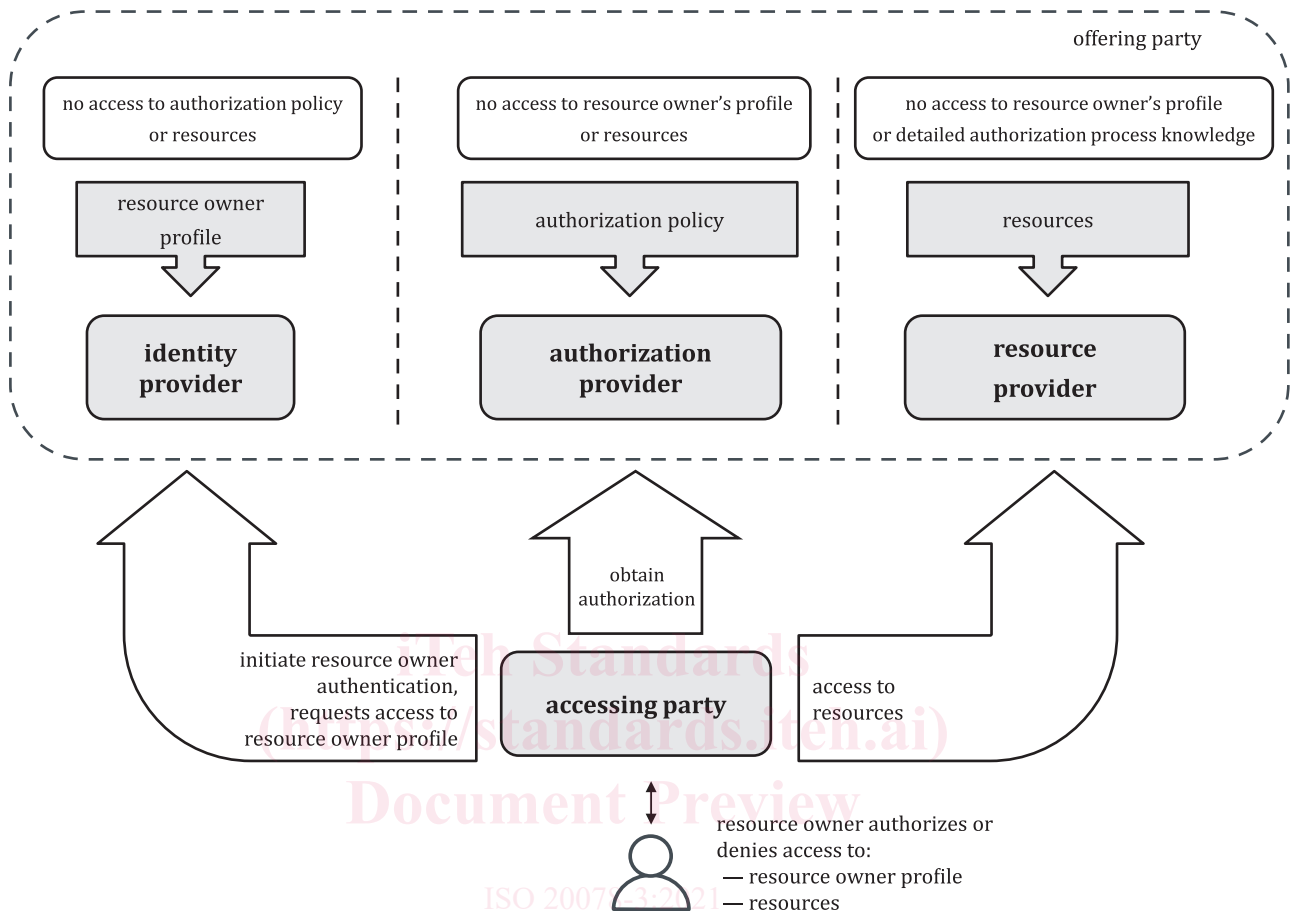 offering party
no access to authorization policy
or resources
no access to resource owner’s profile
or resources
no access to resource owner’s profile
or detailed authorization process knowledge
resource owner
profile
authorization policy
resources
identity
provider
authorization
provider
resource
provider
obtain
authorization
initiate resource owner
authentication,
requests access to
resource owner profile
accessing party
access to
resources
iTeh Standards
(https://standards.iteh.ai)
Document Preview
resource owner authorizes or
denies access to:
— resource owner profile
— resources
ISO 20078-3:2021